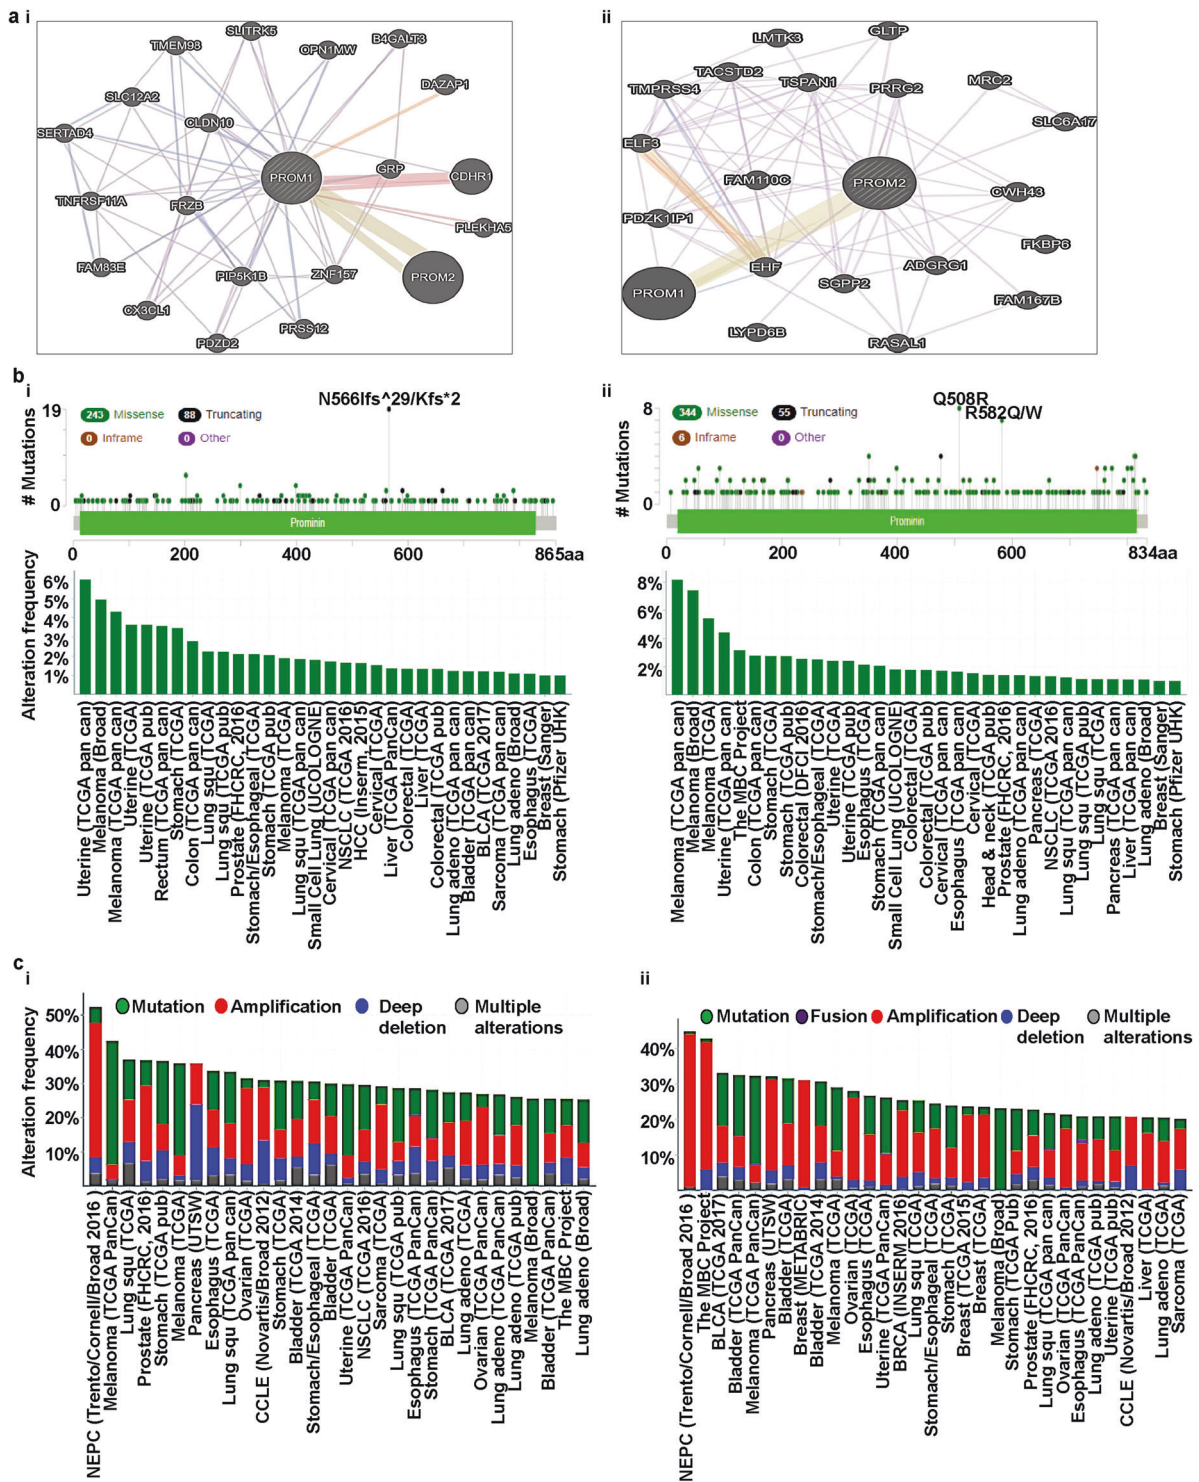 a i
SLITRK5
TMEM98
OPN1MW
B4GALT3
DAZAP1
SLC12A2
CLDN10
SERTAD4
GRP
PROM1
CDHR1
TNFRSF11A
FRZB
PLEKHA5
FAM83E
PIP5K1B
ZNF157
PROM2
CX3CL1
PRSS12
PDZD2
ii
LMTK3
GLTP
TACSTD2
TSPAN1
MRC2
TMPRSS4
PRRG2
SLC6A17
ELF3
FAM110C
PROM2
CWH43
PDZK1IP1
FKBP6
EHF
ADGRG1
PROM1
SGPP2
FAM167B
LYPD6B
RASAL1
b
i
N566Ifs^29/Kfs*2
19
243 Missense
88 Truncating
0 Inframe
0 Other
# Mutations
0
Prominin
0 200 400 600 865aa
Alteration frequency
6%
5%
4%
3%
2%
1%
Uterine (TCGA pan can)
Melanoma (Broad)
Melanoma (TCGA pan can)
Uterine (TCGA)
Uterine (TCGA pub)
Rectum (TCGA pan can)
Stomach (TCGA)
Colon (TCGA pan can)
Lung squ (TCGA)
Lung squ (TCGA pan can)
Prostate (FHCRC, 2016)
Stomach/Esophageal (TCGA)
Stomach (TCGA pub)
Melanoma (TCGA)
Lung squ (TCGA pan can)
Small Cell Lung (UCOLOGNE)
Cervical (TCGA pan can)
NSCLC (TCGA 2016)
HCC (Inserm, 2015)
Cervical (TCGA)
Liver (TCGA PanCan)
Colorectal (TCGA)
Liver (TCGA)
Colorectal (TCGA pub)
Lung adeno (TCGA pan can)
Bladder (TCGA pan can)
BLCA (TCGA 2017)
Sarcoma (TCGA pan can)
Lung adeno (Broad)
Esophagus (TCGA)
Breast (Sanger)
Stomach (Pfizer UHK)
ii
Q508R
R582Q/W
8
344 Missense
55 Truncating
6 Inframe
0 Other
# Mutations
0
Prominin
0 200 400 600 834aa
8%
6%
4%
2%
Melanoma (TCGA pan can)
Melanoma (Broad)
Melanoma (TCGA)
Uterine (TCGA pan can)
The MBC Project
Colon (TCGA pan can)
Stomach (TCGA)
Stomach (TCGA pub)
Colorectal (DFCI 2016)
Stomach/Esophageal (TCGA)
Uterine (TCGA)
Uterine (TCGA pub)
Esophagus (TCGA)
Stomach (TCGA pan can)
Small Cell Lung (UCOLOGNE)
Colorectal (TCGA)
Colorectal (TCGA pub)
Cervical (TCGA pan can)
Esophagus (TCGA pan can)
Cervical (TCGA)
Head & neck (TCGA pub)
Prostate (FHCRC, 2016)
Lung adeno (TCGA pan can)
Pancreas (TCGA)
NSCLC (TCGA 2016)
Lung squ (TCGA pan can)
Lung squ (TCGA pub)
Lung squ (TCGA)
Pancreas (TCGA pan can)
Liver (TCGA pan can)
Lung adeno (Broad)
Breast (Sanger)
Stomach (Pfizer UHK)
c
i
Mutation Amplification Deep deletion Multiple alterations
Alteration frequency
50%
40%
30%
20%
10%
NEPC (Trento/Cornell/Broad 2016 )
Melanoma (TCGA PanCan)
Lung squ (TCGA)
Prostate (FHCRC, 2016)
Stomach (TCGA pub)
Melanoma (TCGA)
Pancreas (UTSW)
Esophagus (TCGA)
Lung squ (TCGA pan can)
Ovarian (TCGA)
CCLE (Novartis/Broad 2012)
Stomach (TCGA)
Bladder (TCGA 2014)
Stomach/Esophageal (TCGA)
Bladder (TCGA)
Uterine (TCGA PanCan)
NSCLC (TCGA 2016)
Sarcoma (TCGA)
Lung squ (TCGA pub)
Esophagus (TCGA PanCan)
Stomach (TCGA PanCan)
BLCA (TCGA 2017)
Lung adeno (TCGA)
Ovarian (TCGA PanCan)
Lung adeno (TCGA PanCan)
Lung adeno (TCGA pub)
Melanoma (Broad)
Bladder (TCGA PanCan)
The MBC Project
Lung adeno (Broad)
ii
Mutation Fusion Amplification Deep deletion Multiple alterations
40%
30%
20%
10%
NEPC (Trento/Cornell/Broad 2016 )
The MBC Project
BLCA (TCGA 2017)
Bladder (TCGA PanCan)
Melanoma (TCGA PanCan)
Pancreas (UTSW)
Bladder (TCGA)
Breast (METABRIC)
Bladder (TCGA 2014)
Melanoma (TCGA)
Ovarian (TCGA)
Esophagus (TCGA)
Uterine (TCGA PanCan)
BRCA (INSERM 2016)
Lung squ (TCGA)
Stomach/Esophageal (TCGA)
Stomach (TCGA)
Breast (TCGA 2015)
Breast (TCGA)
Melanoma (Broad)
Stomach (TCGA Pub)
Prostate (FHCRC, 2016)
Lung squ (TCGA pan can)
Ovarian (TCGA PanCan)
Esophagus (TCGA PanCan)
Lung adeno (TCGA pub)
Uterine (TCGA pub)
CCLE (Novartis/Broad 2012)
Liver (TCGA)
Lung adeno (TCGA)
Sarcoma (TCGA)